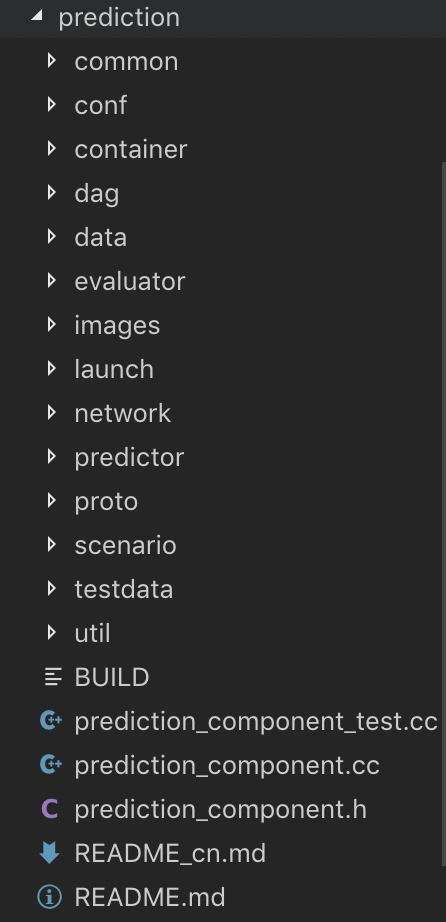 prediction
common
conf
container
dag
data
evaluator
images
launch
network
predictor
proto
scenario
testdata
util
BUILD
prediction_component_test.cc
prediction_component.cc
prediction_component.h
README_cn.md
README.md